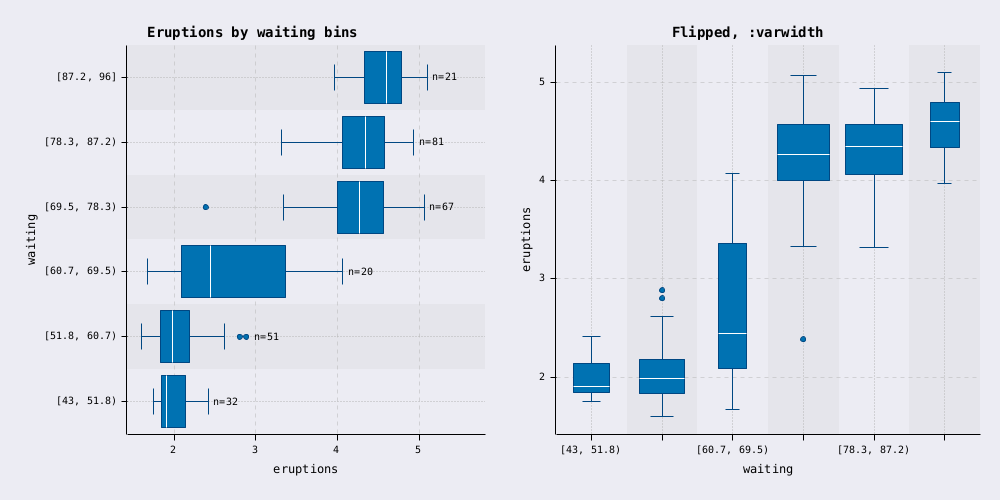 Eruptions by waiting bins
[87.2, 96]
n=21
[78.3, 87.2)
n=81
[69.5, 78.3)
n=67
[60.7, 69.5)
n=20
[51.8, 60.7)
n=51
[43, 51.8)
n=32
waiting
2 3 4 5
eruptions
Flipped, :varwidth
5
4
3
2
eruptions
[43, 51.8) [60.7, 69.5) [78.3, 87.2)
waiting